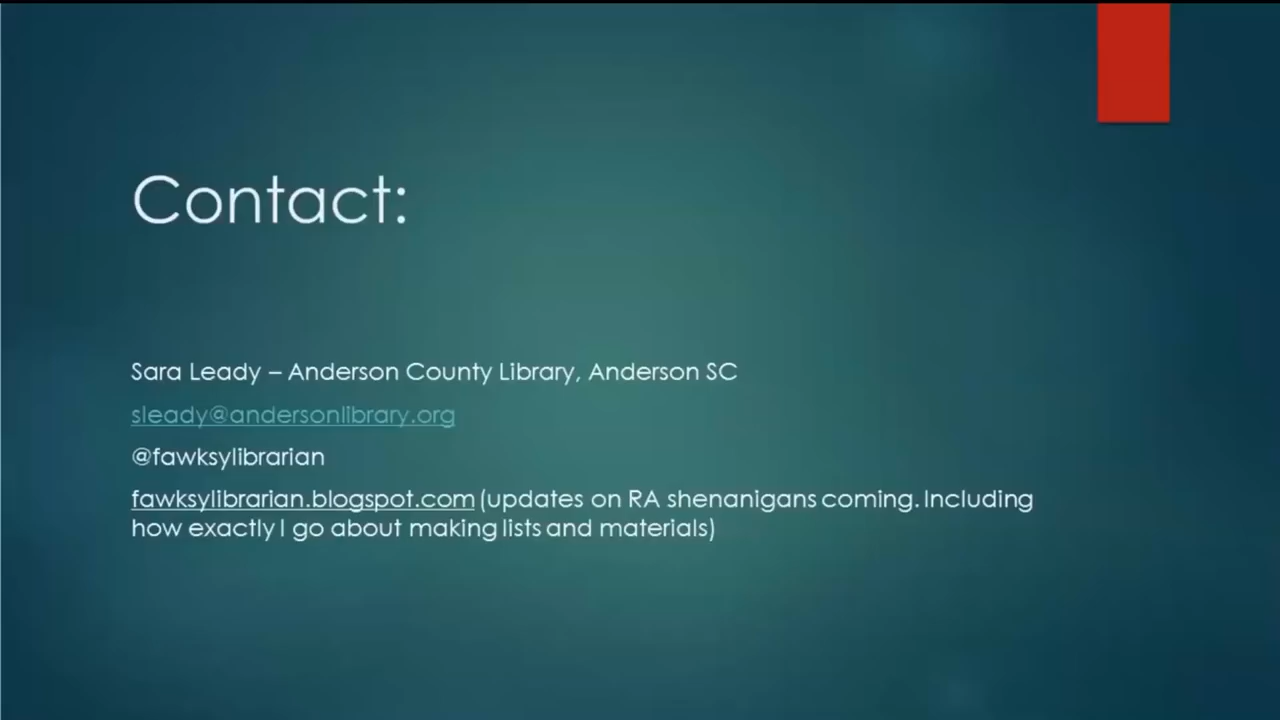 Contact:
Sara Leady – Anderson County Library, Anderson SC
sleady@andersonlibrary.org
@fawksylibrarian
fawksylibrarian.blogspot.com (updates on RA shenanigans coming. Including
how exactly I go about making lists and materials)